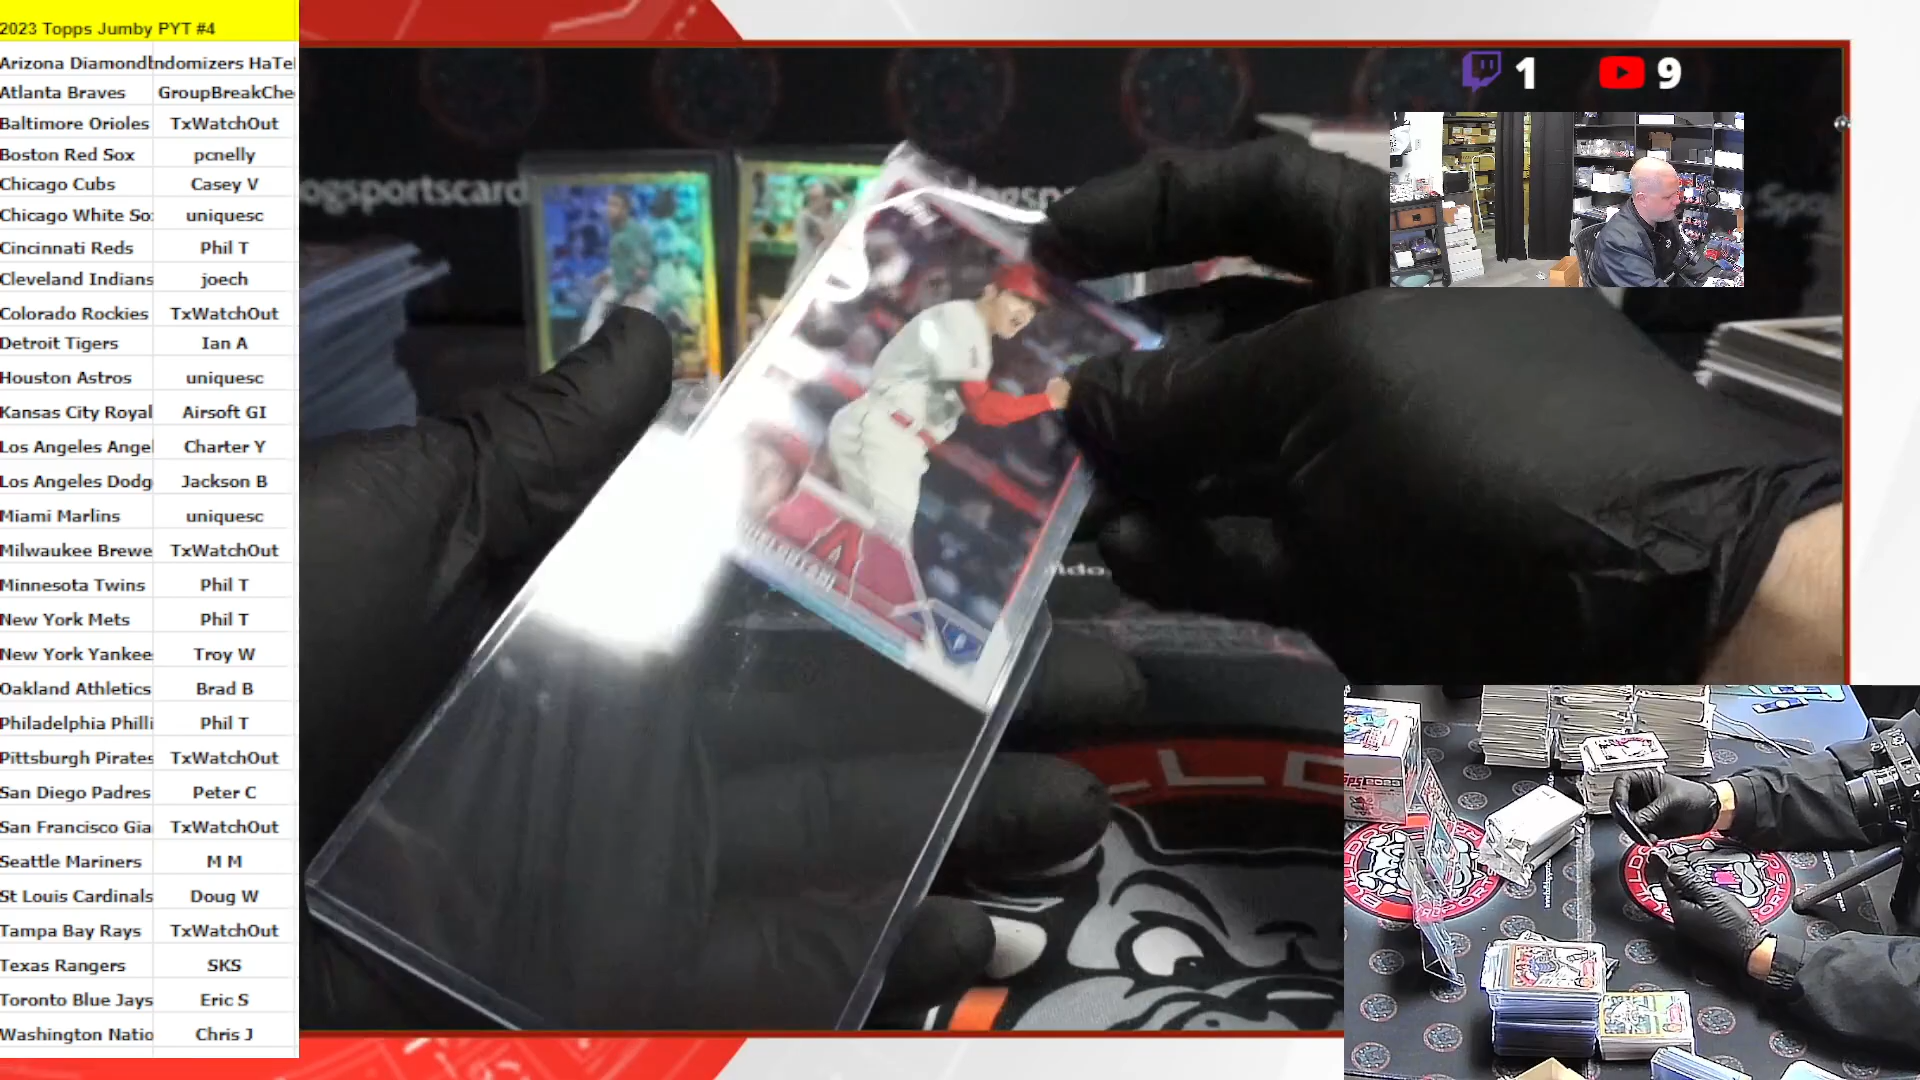 2023 Topps Jumby PYT #4
Arizona Diamond ndomizers HaTe
Atlanta Braves GroupBreakChe
Baltimore Orioles TxWatchOut
Boston Red Sox pcnelly
Chicago Cubs Casey V
Chicago White So uniquesc
Cincinnati Reds Phil T
Cleveland Indians joech
Colorado Rockies TxWatchOut
Detroit Tigers Ian A
Houston Astros uniquesc
Kansas City Royal Airsoft GI
Los Angeles Angel Charter Y
Los Angeles Dodg Jackson B
Miami Marlins uniquesc
Milwaukee Brewe TxWatchOut
Minnesota Twins Phil T
New York Mets Phil T
New York Yankee Troy W
Oakland Athletics Brad B
Philadelphia Philli Phil T
Pittsburgh Pirates TxWatchOut
San Diego Padres Peter C
San Francisco Gia TxWatchOut
Seattle Mariners M M
St Louis Cardinals Doug W
Tampa Bay Rays TxWatchOut
Texas Rangers SKS
Toronto Blue Jays Eric S
Washington Natio Chris J
1 9
ogsportscard
dogsp
Spo